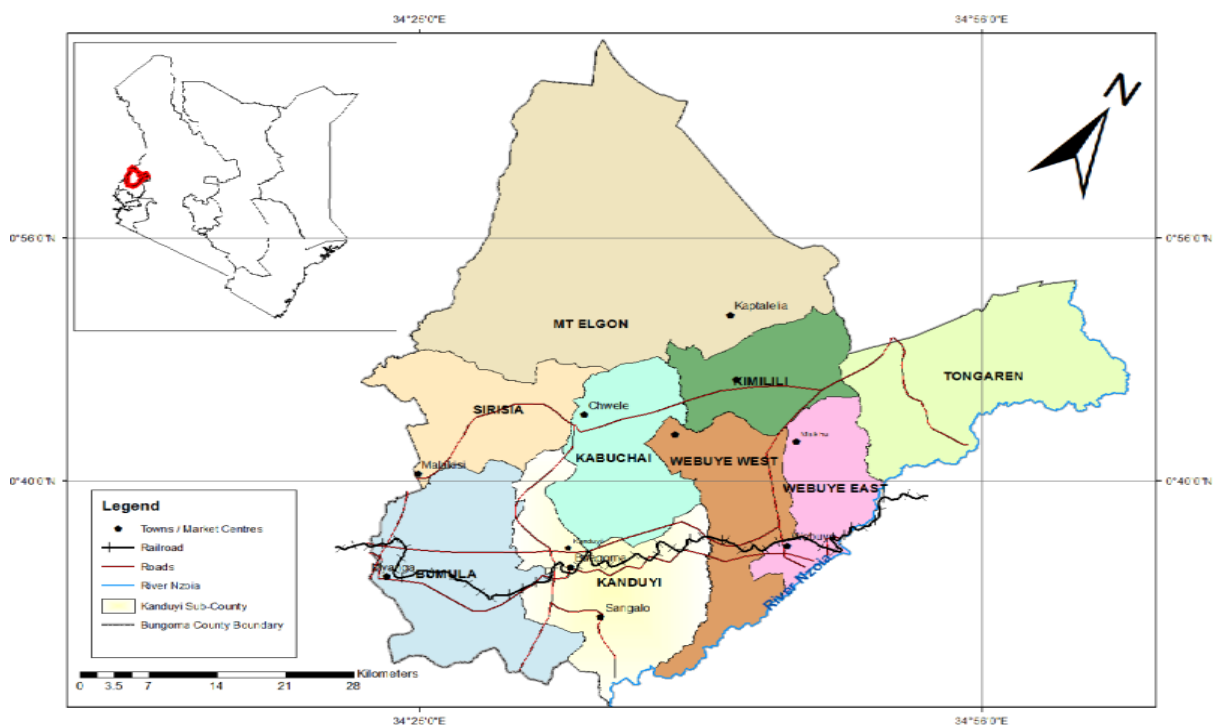 34°25'0"E
34°56'0"E
N
0°56'0"N
0°56'0"N
Kaptalelia
MT ELGON
KIMILILI
TONGAREN
SIRISIA
Chwele
KABUCHAI
WEBUYE WEST
Malakisi
0°40'0"N
WEBUYE EAST
0°40'0"N
Legend
Towns / Market Centres
Railroad
Roads
River Nzoia
Kanduyi Sub-County
Bungoma County Boundary
Kanduyi
Bungoma
BUMULA
KANDUYI
Sangalo
River Nzoia
Kilometers
0 3.5 7 14 21 28
34°25'0"E
34°56'0"E